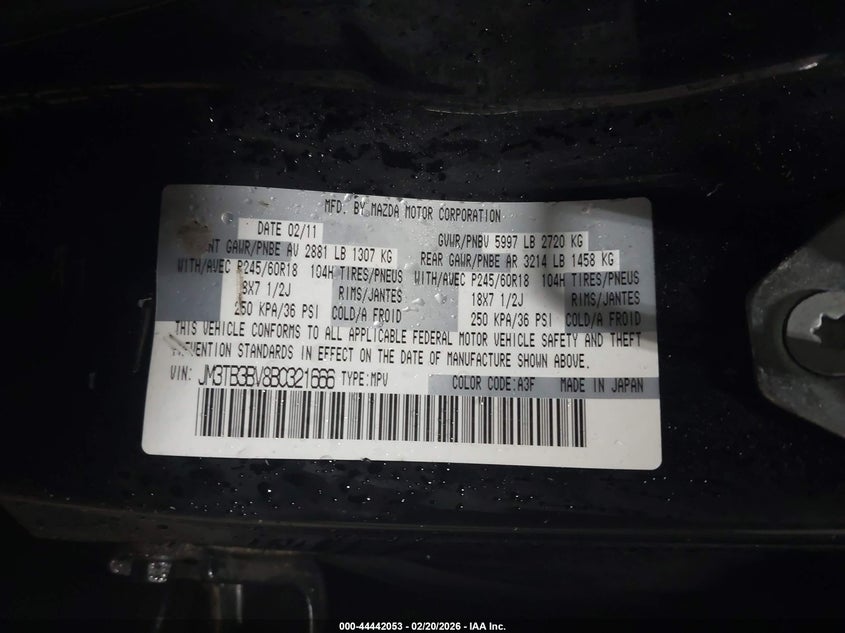 MFD. BY MAZDA MOTOR CORPORATION
DATE 02/11
GVWR/PNBV 5997 LB 2720 KG
NT GAWR/PNBE AV 2881 LB 1307 KG
REAR GAWR/PNBE AR 3214 LB 1458 KG
WITH/AVEC P245/60R18 104H TIRES/PNEUS
WITH/AVEC P245/60R18 104H TIRES/PNEUS
18X7 1/2J RIMS/JANTES
18X7 1/2J RIMS/JANTES
250 KPA/36 PSI COLD/A FROID
250 KPA/36 PSI COLD/A FROID
THIS VEHICLE CONFORMS TO ALL APPLICABLE FEDERAL MOTOR VEHICLE SAFETY AND THEFT
PREVENTION STANDARDS IN EFFECT ON THE DATE OF MANUFACTURE SHOWN ABOVE.
VIN: JM3TB3BV8B0321666 TYPE:MPV COLOR CODE:A3F MADE IN JAPAN
000-44442053 - 02/20/2026 - IAA Inc.